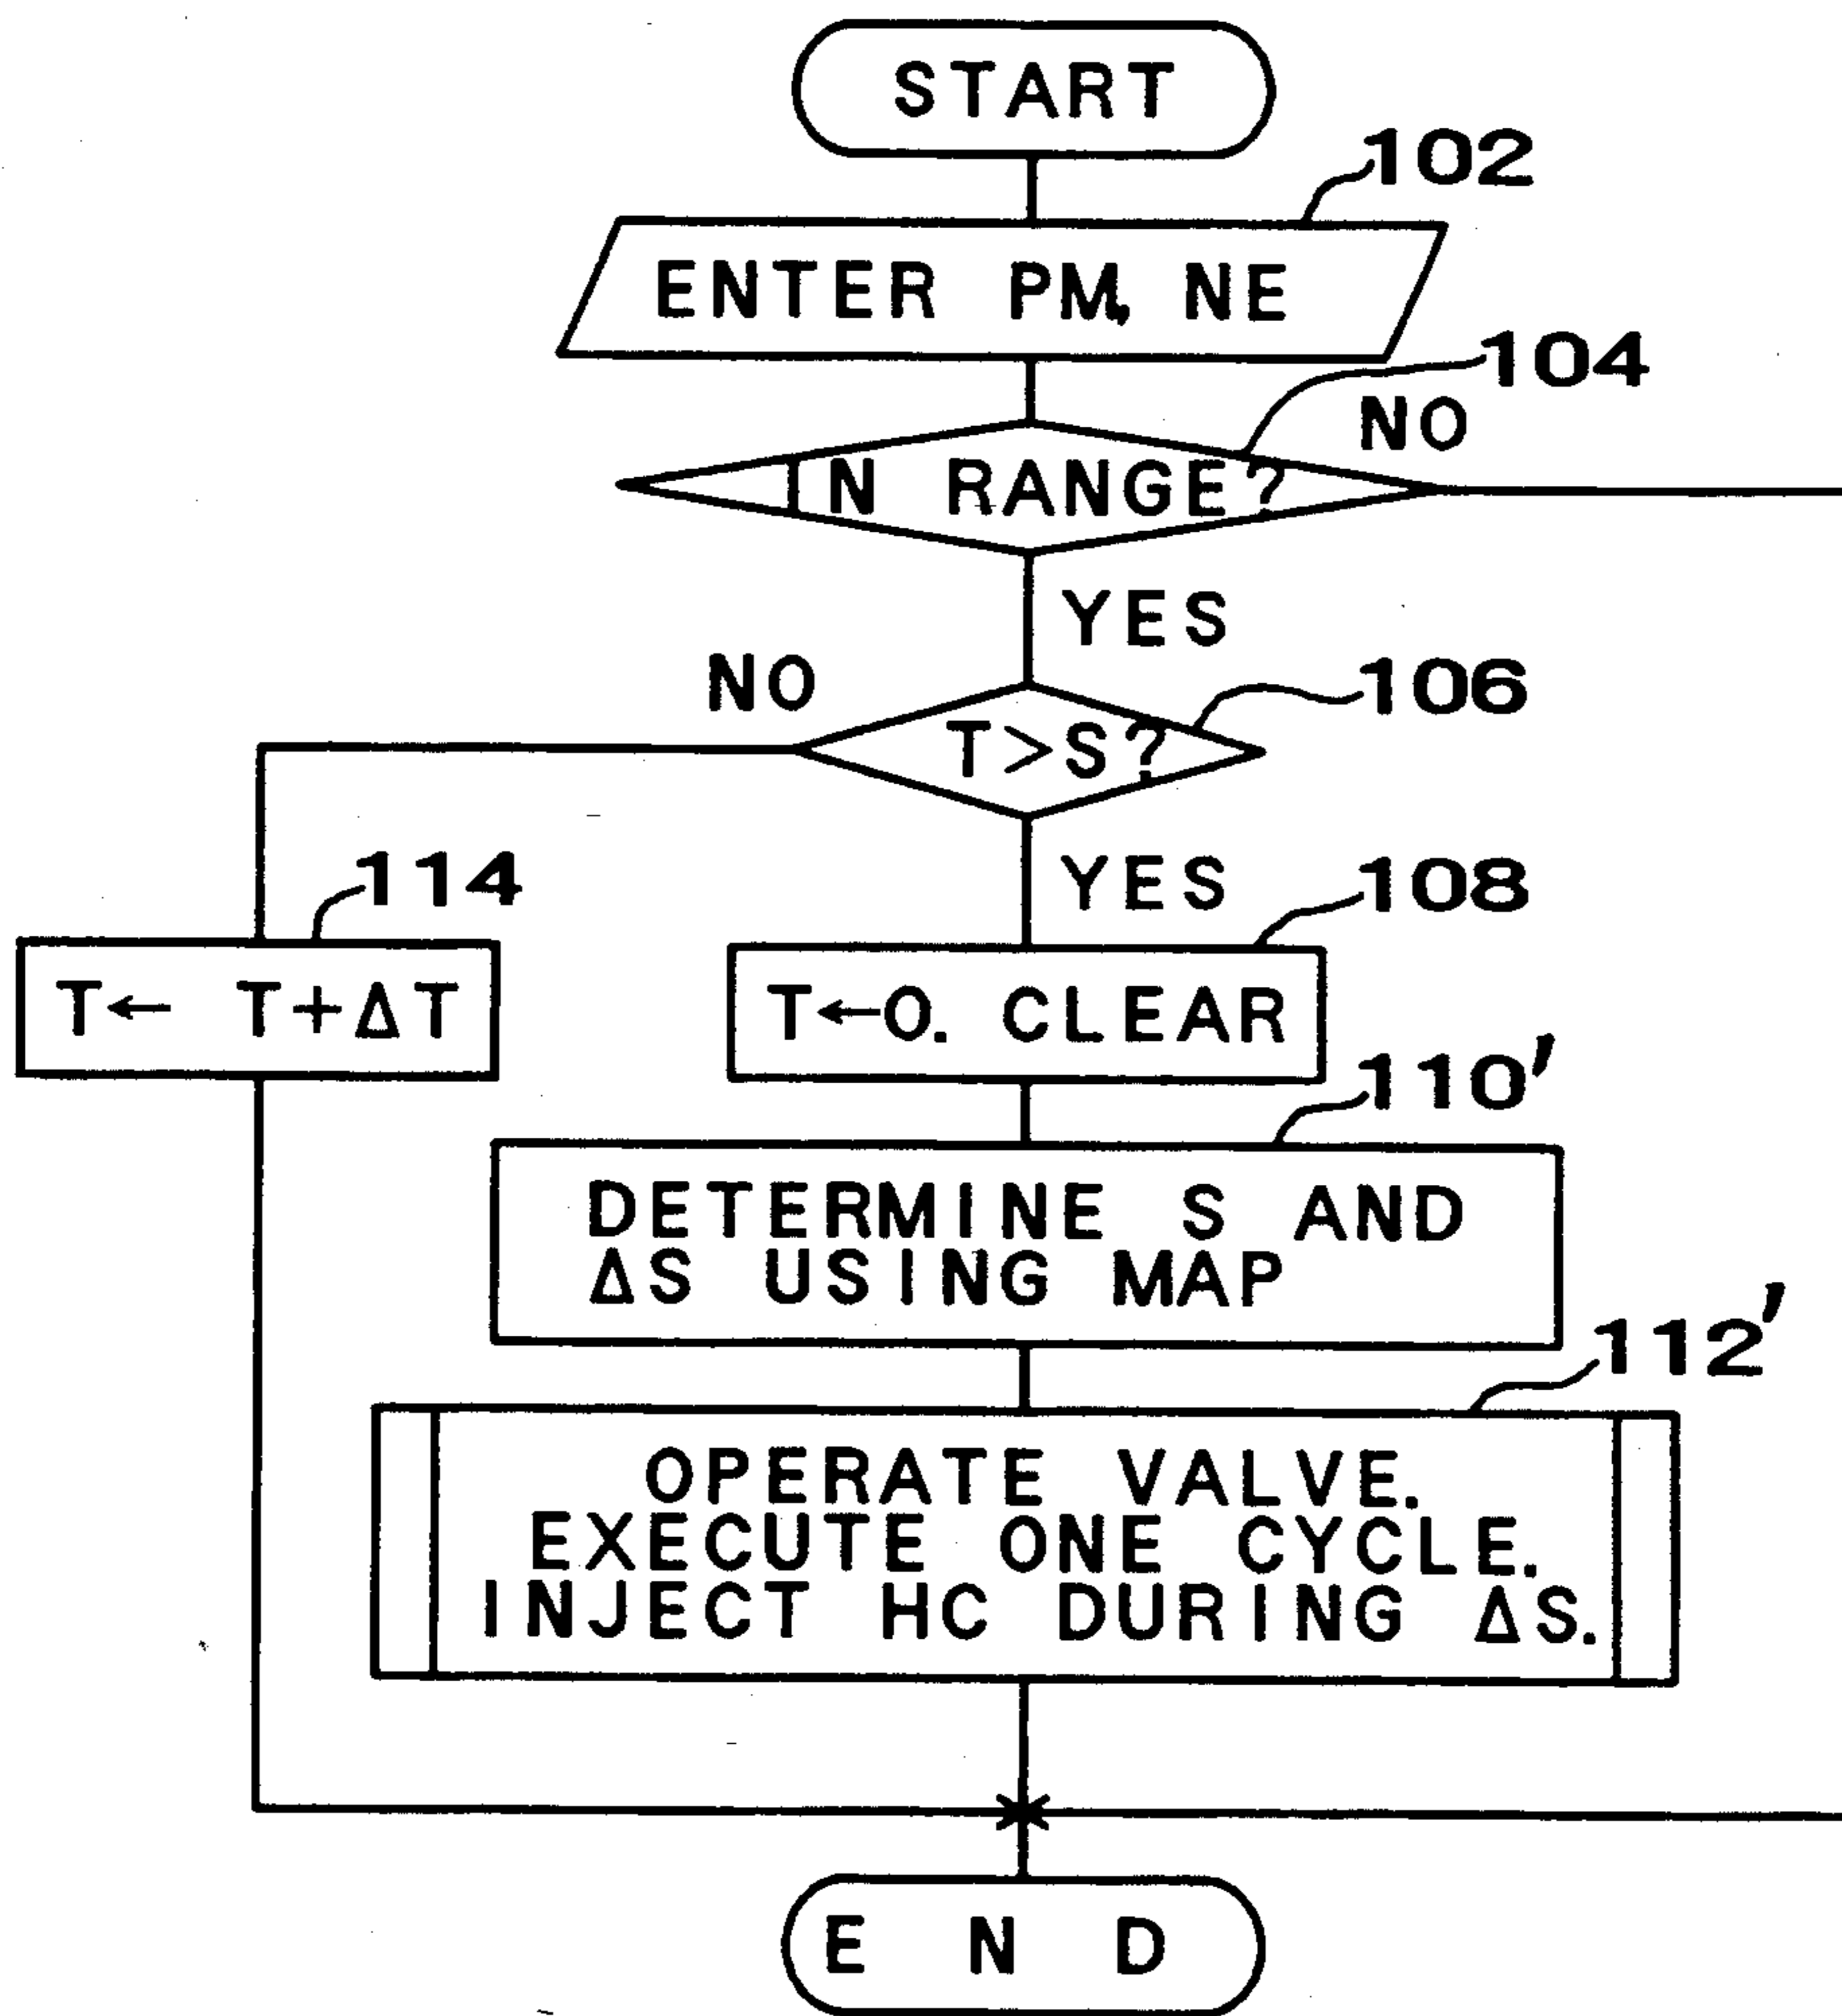 START
102
ENTER PM, NE
104
NO
IN RANGE?
YES
NO
106
T>S?
114
YES
108
T← T+ΔT
T←0. CLEAR
110'
DETERMINE S AND
ΔS USING MAP
112'
OPERATE VALVE.
EXECUTE ONE CYCLE.
INJECT HC DURING ΔS.
END